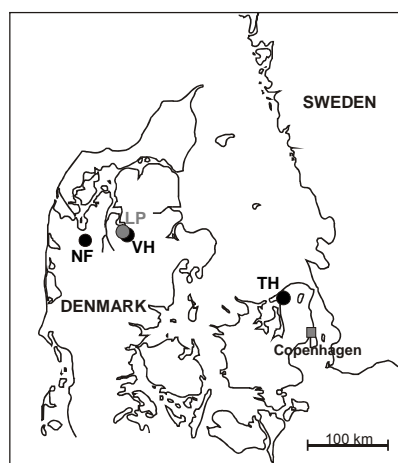 SWEDEN
LP
NF
VH
TH
DENMARK
Copenhagen
100 km